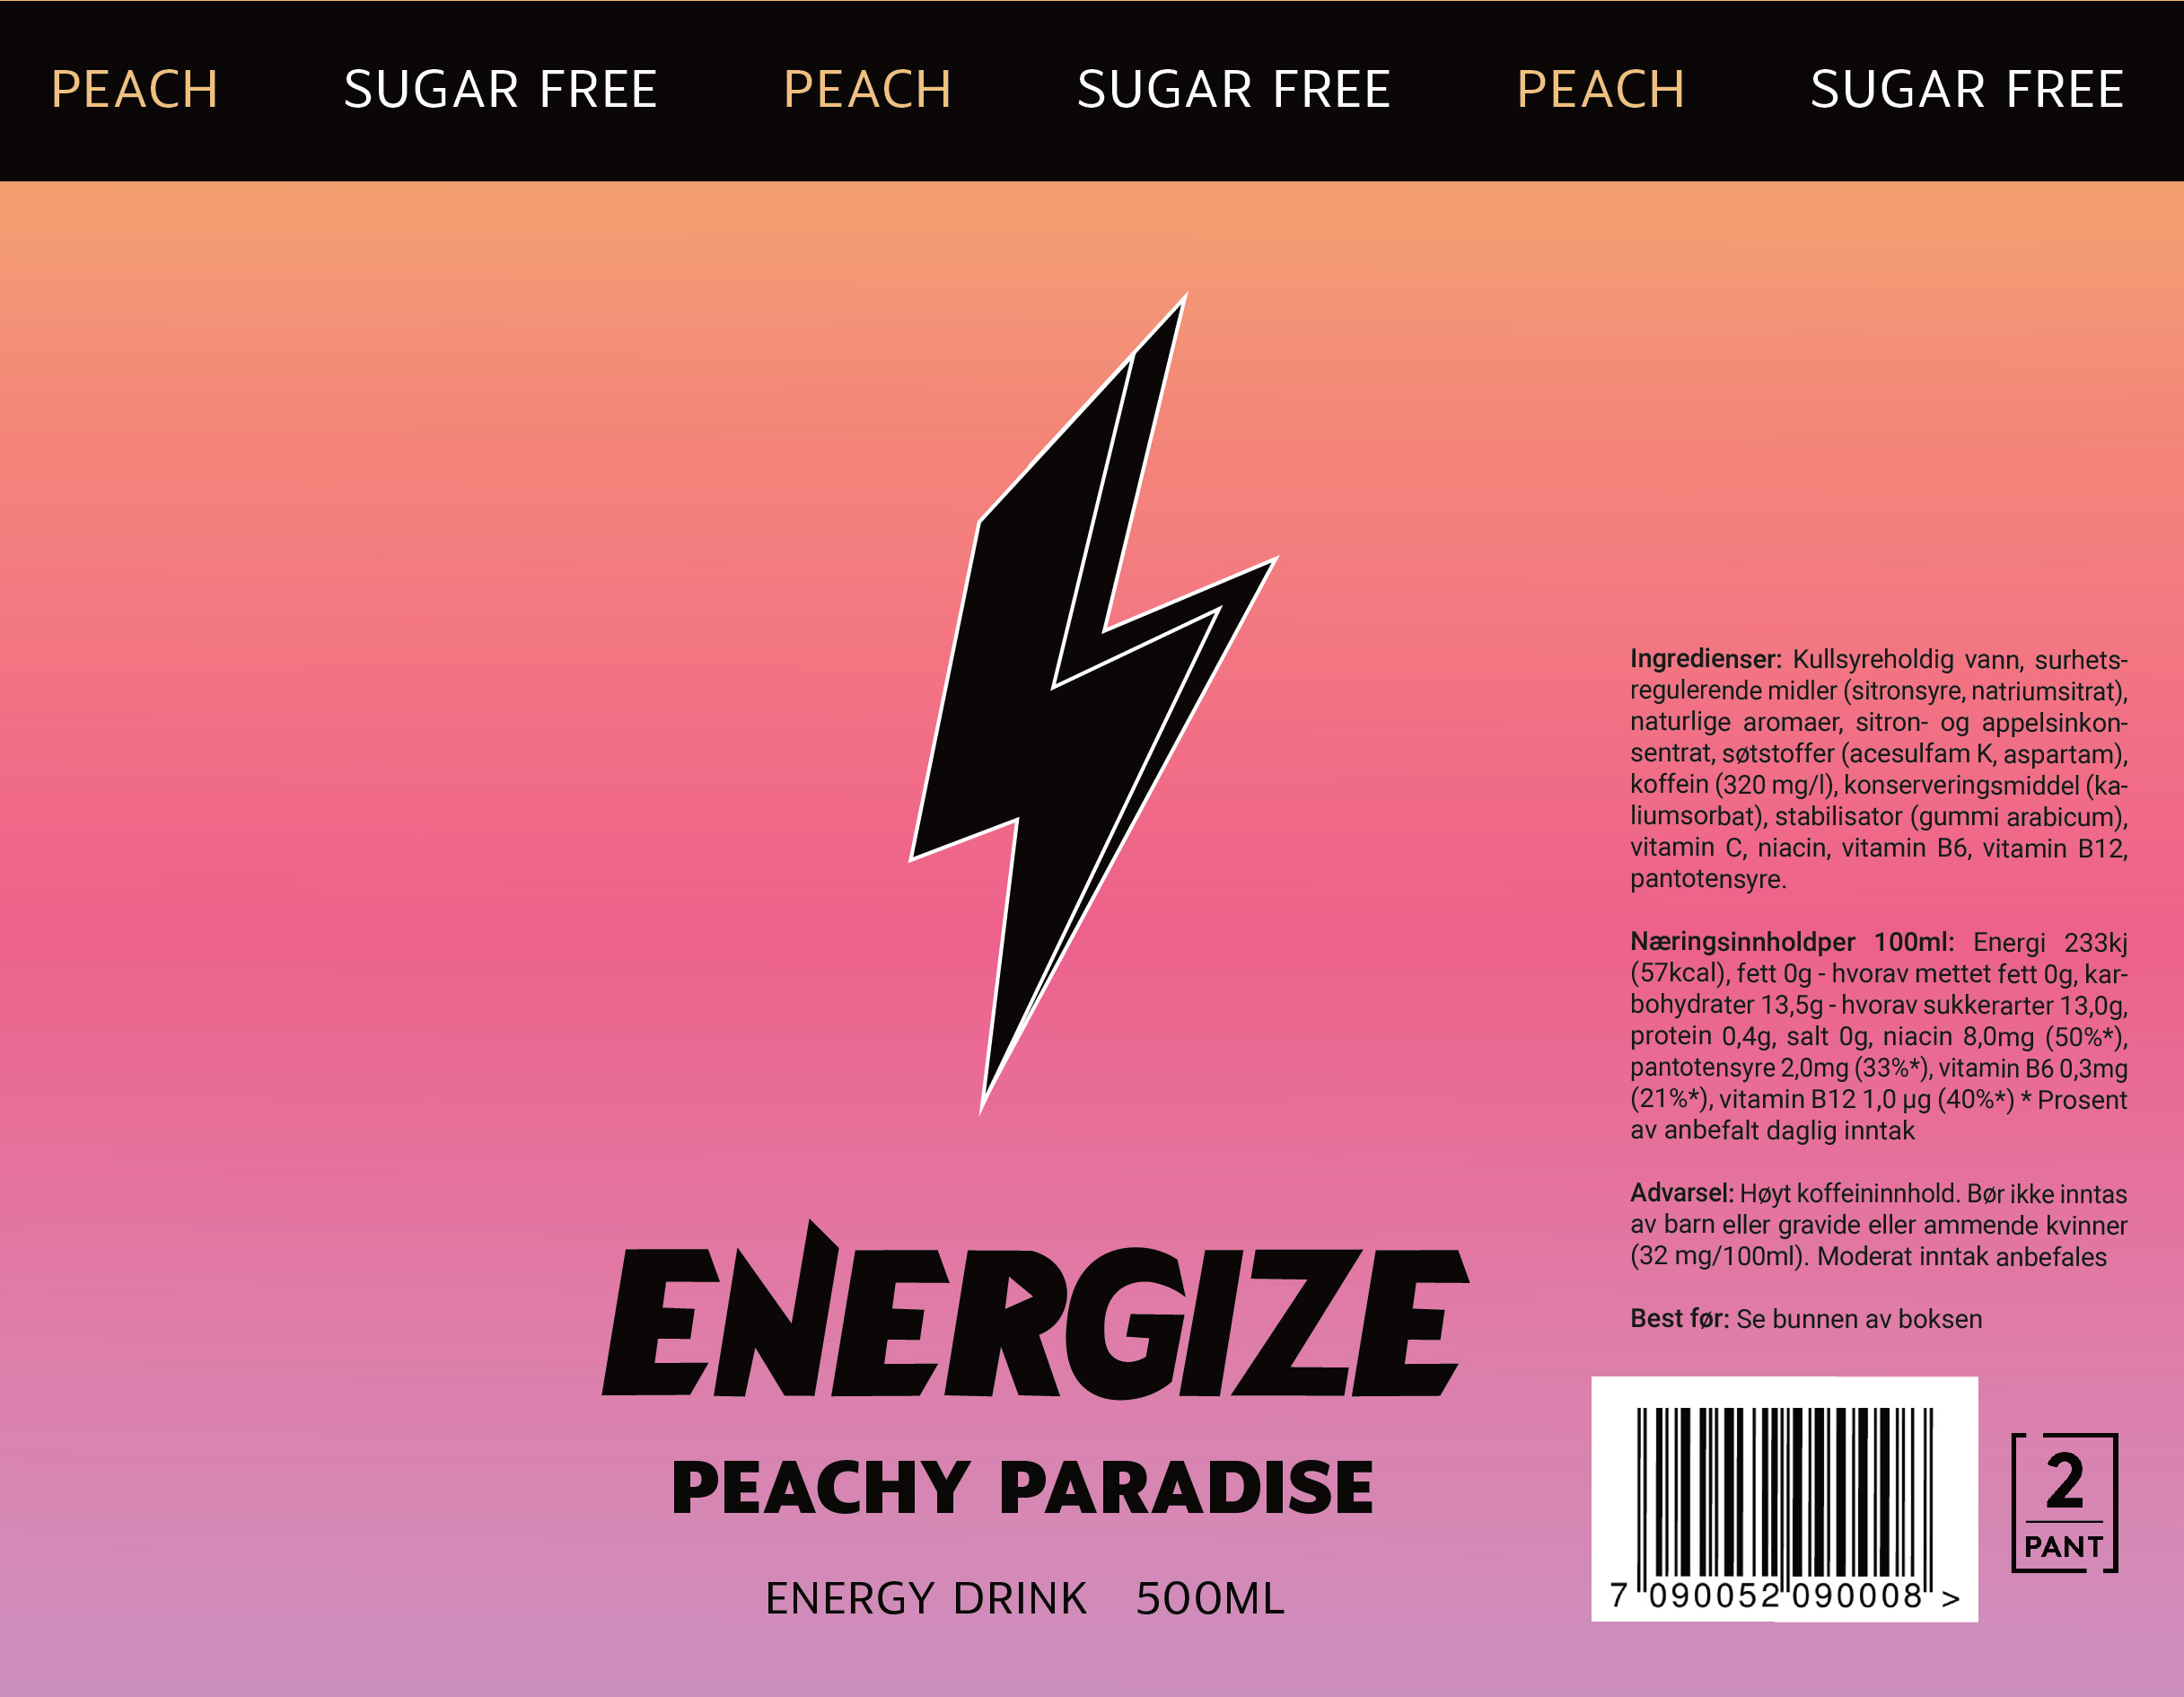 PEACH SUGAR FREE PEACH SUGAR FREE PEACH SUGAR FREE
ENERGIZE
PEACHY PARADISE
ENERGY DRINK 500ML
Ingredienser: Kullsyreholdig vann, surhets-
regulerende midler (sitronsyre, natriumsitrat),
naturlige aromaer, sitron- og appelsinkon-
sentrat, søtstoffer (acesulfam K, aspartam),
koffein (320 mg/l), konserveringsmiddel (ka-
liumsorbat), stabilisator (gummi arabicum),
vitamin C, niacin, vitamin B6, vitamin B12,
pantotensyre.
Næringsinnholdper 100ml: Energi 233kj
(57kcal), fett 0g - hvorav mettet fett 0g, kar-
bohydrater 13,5g - hvorav sukkerarter 13,0g,
protein 0,4g, salt 0g, niacin 8,0mg (50%*),
pantotensyre 2,0mg (33%*), vitamin B6 0,3mg
(21%*), vitamin B12 1,0 µg (40%*) * Prosent
av anbefalt daglig inntak
Advarsel: Høyt koffeininnhold. Bør ikke inntas
av barn eller gravide eller ammende kvinner
(32 mg/100ml). Moderat inntak anbefales
Best før: Se bunnen av boksen
7 090052 090008 >
2
PANT